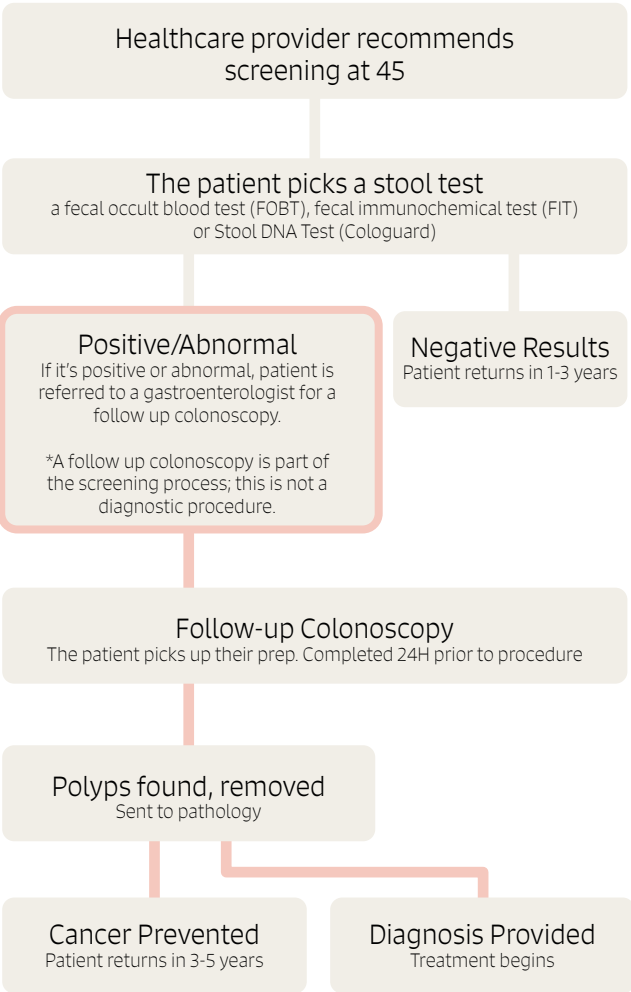 Healthcare provider recommends
screening at 45
The patient picks a stool test
a fecal occult blood test (FOBT), fecal immunochemical test (FIT)
or Stool DNA Test (Cologuard)
Positive/Abnormal
If it's positive or abnormal, patient is
referred to a gastroenterologist for a
follow up colonoscopy.
*A follow up colonoscopy is part of
the screening process; this is not a
diagnostic procedure.
Negative Results
Patient returns in 1-3 years
Follow-up Colonoscopy
The patient picks up their prep. Completed 24H prior to procedure
Polyps found, removed
Sent to pathology
Cancer Prevented
Patient returns in 3-5 years
Diagnosis Provided
Treatment begins